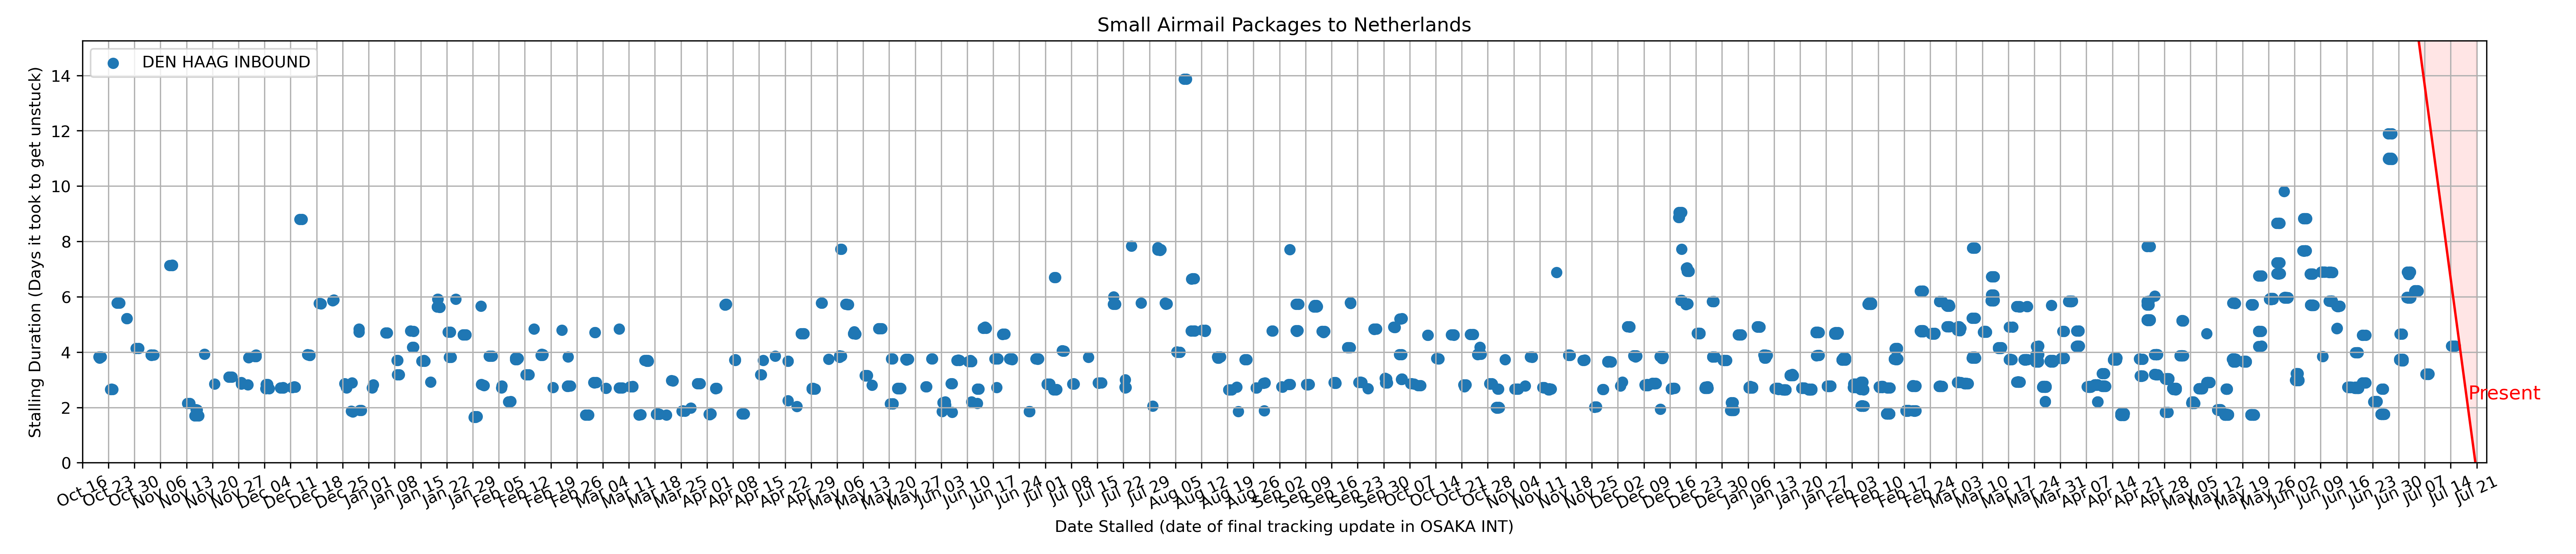 Small Airmail Packages to Netherlands
DEN HAAG INBOUND
Stalling Duration (Days it took to get unstuck)
14
12
10
8
6
4
2
0
Present
Oct 16 Oct 23 Oct 30 Nov 06 Nov 13 Nov 20 Nov 27 Dec 04 Dec 11 Dec 18 Dec 25 Jan 01 Jan 08 Jan 15 Jan 22 Jan 29 Feb 05 Feb 12 Feb 19 Feb 26 Mar 04 Mar 11 Mar 18 Mar 25 Apr 01 Apr 08 Apr 15 Apr 22 Apr 29 May 06 May 13 May 20 May 27 Jun 03 Jun 10 Jun 17 Jun 24 Jul 01 Jul 08 Jul 15 Jul 22 Jul 29 Aug 05 Aug 12 Aug 19 Aug 26 Sep 02 Sep 09 Sep 16 Sep 23 Sep 30 Oct 07 Oct 14 Oct 21 Oct 28 Nov 04 Nov 11 Nov 18 Nov 25 Dec 02 Dec 09 Dec 16 Dec 23 Dec 30 Jan 06 Jan 13 Jan 20 Jan 27 Feb 03 Feb 10 Feb 17 Feb 24 Mar 03 Mar 10 Mar 17 Mar 24 Mar 31 Apr 07 Apr 14 Apr 21 Apr 28 May 05 May 12 May 19 May 26 Jun 02 Jun 09 Jun 16 Jun 23 Jun 30 Jul 07 Jul 14 Jul 21
Date Stalled (date of final tracking update in OSAKA INT)